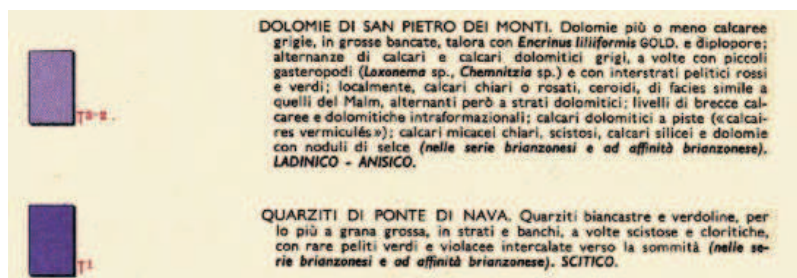 DOLOMIE DI SAN PIETRO DEI MONTI. Dolomie più o meno calcaree
grigie, in grosse bancate, talora con Encrinus liliiformis GOLD. e diplopore;
alternanze di calcari e calcari dolomitici grigi, a volte con piccoli
gasteropodi (Loxonema sp., Chemnitzia sp.) e con interstrati pelitici rossi
e verdi; localmente, calcari chiari o rosati, ceroidi, di facies simile a
quelli del Malm, alternanti però a strati dolomitici; livelli di brecce cal-
caree e dolomitiche intraformazionali; calcari dolomitici a piste («calcai-
res vermiculés»); calcari micacei chiari, scistosi, calcari silicei e dolomie
con noduli di selce (nelle serie brianzonesi e ad affinità brianzonese).
LADINICO - ANISICO.
T3-2
QUARZITI DI PONTE DI NAVA. Quarziti biancastre e verdoline, per
lo più a grana grossa, in strati e banchi, a volte scistose e cloritiche,
con rare peliti verdi e violacee intercalate verso la sommità (nelle se-
rie brianzonesi e ad affinità brianzonese). SCITICO.
T1